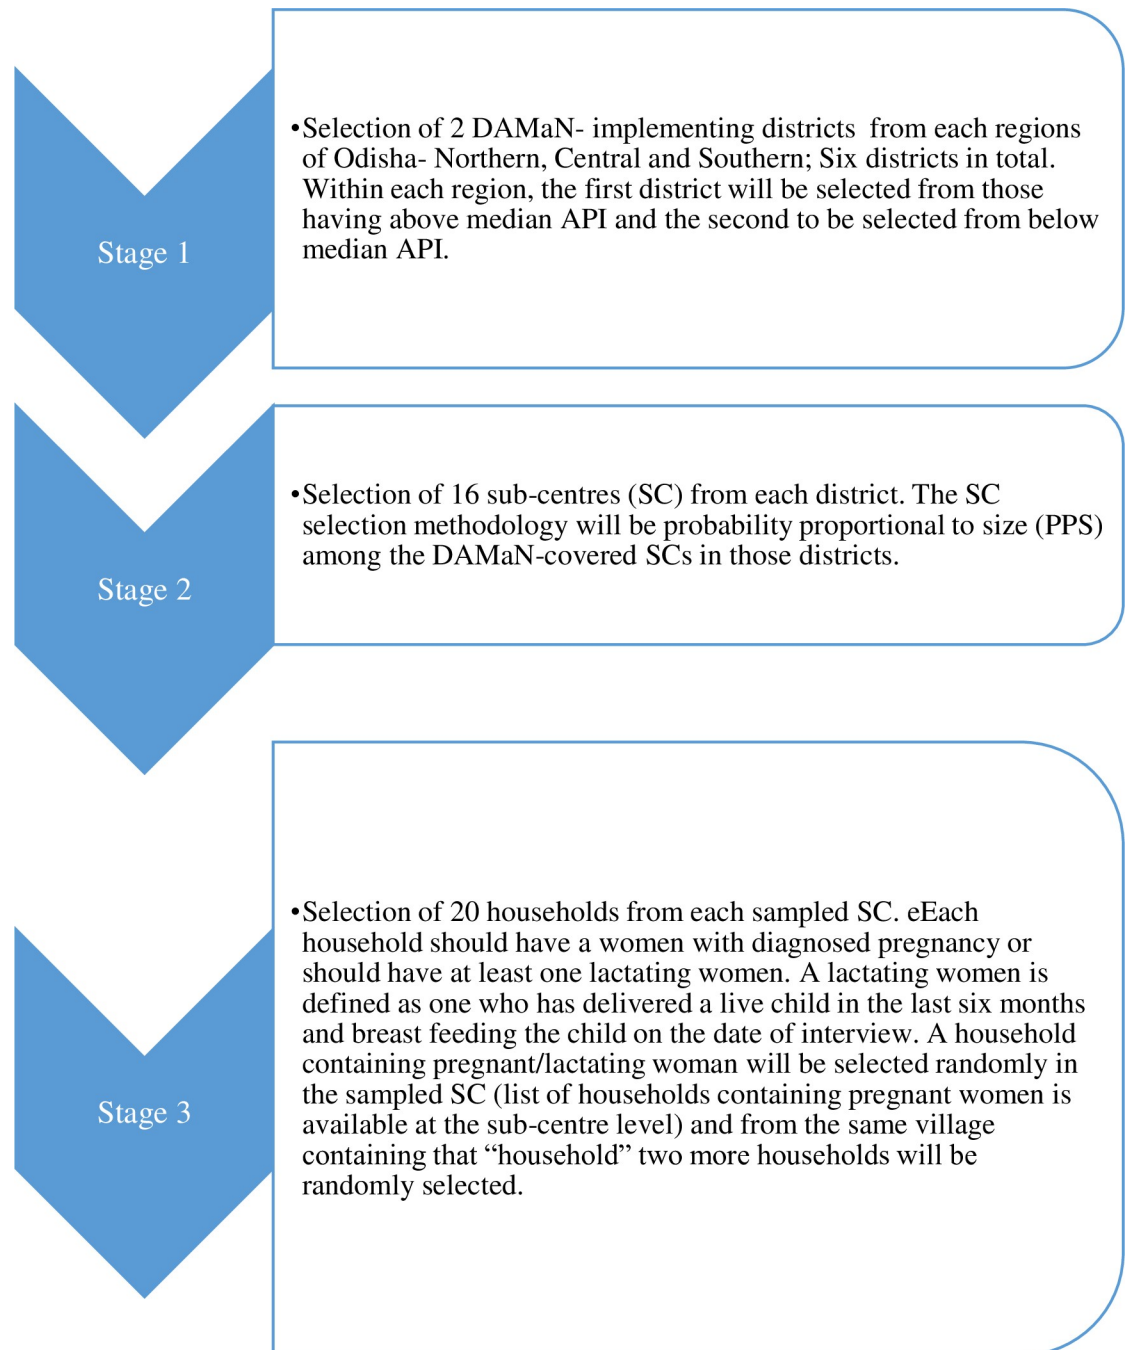 •Selection of 2 DAMaN- implementing districts  from each regions
of Odisha- Northern, Central and Southern; Six districts in total.
Within each region, the first district will be selected from those
having above median API and the second to be selected from below
median API.
Stage 1
•Selection of 16 sub-centres (SC) from each district. The SC
selection methodology will be probability proportional to size (PPS)
among the DAMaN-covered SCs in those districts.
Stage 2
•Selection of 20 households from each sampled SC. eEach
household should have a women with diagnosed pregnancy or
should have at least one lactating women. A lactating women is
defined as one who has delivered a live child in the last six months
and breast feeding the child on the date of interview. A household
containing pregnant/lactating woman will be selected randomly in
the sampled SC (list of households containing pregnant women is
available at the sub-centre level) and from the same village
containing that “household” two more households will be
randomly selected.
Stage 3